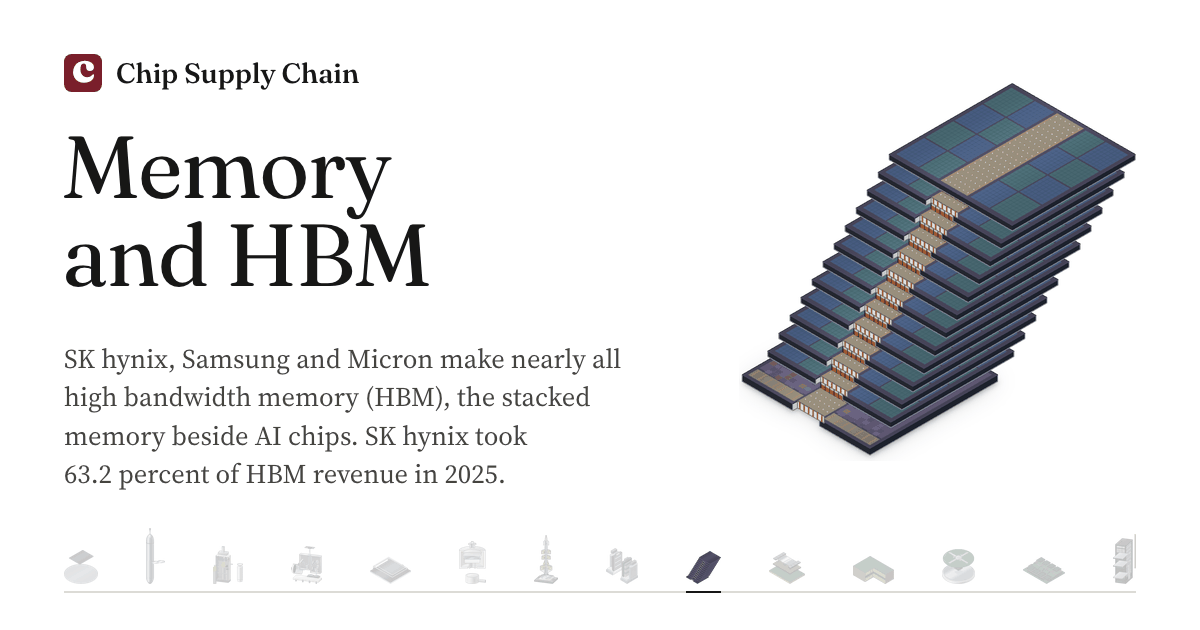 C Chip Supply Chain
Memory
and HBM
SK hynix, Samsung and Micron make nearly all
high bandwidth memory (HBM), the stacked
memory beside AI chips. SK hynix took
63.2 percent of HBM revenue in 2025.